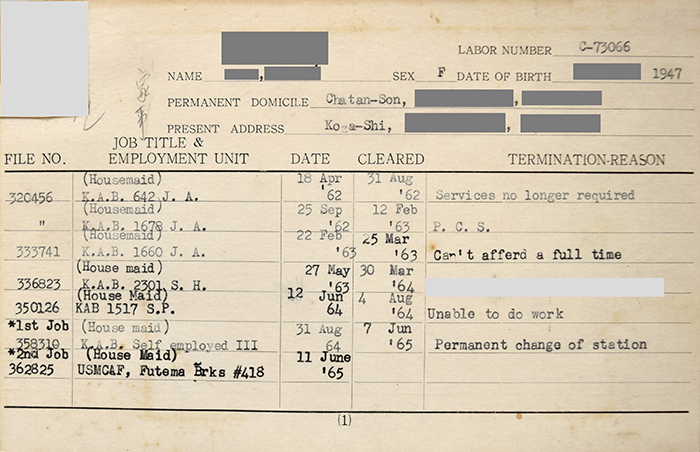 LABOR NUMBER C-73066
NAME , SEX F DATE OF BIRTH 1947
家事
PERMANENT DOMICILE Chatan-Son, ,
PRESENT ADDRESS Koza-Shi, ,
FILE NO. JOB TITLE & EMPLOYMENT UNIT DATE CLEARED TERMINATION-REASON
(Housemaid) 18 Apr 31 Aug
320456 K.A.B. 642 J. A. '62 '62 Services no longer required
(Housemaid) 25 Sep 12 Feb
" K.A.B. 1678 J. A. '62 '63 P. C. S.
(Housemaid) 22 Feb 25 Mar
333741 K.A.B. 1660 J. A. '63 '63 Can't afferd a full time
(House maid) 27 May 30 Mar
336823 K.A.B. 2301 S. H. '63 '64
(House Maid) 12 Jun 4 Aug
350126 KAB 1517 S.P. 64 '64 Unable to do work
*1st Job (House maid) 31 Aug 7 Jun
358310 K.A.B. Self employed III 64 '65 Permanent change of station
*2nd Job (House Maid) 11 June
362825 USMCAF, Futema Brks #418 '65
(1)